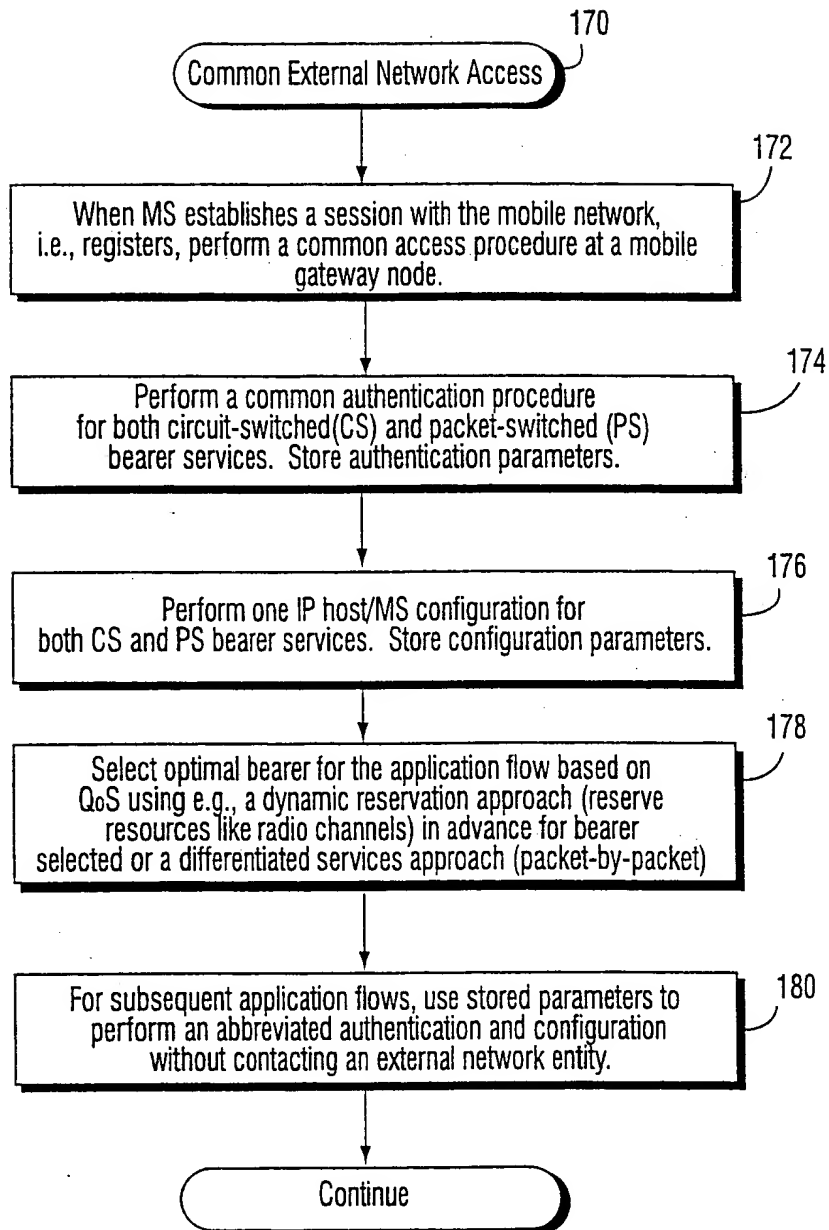 170
Common External Network Access
172
When MS establishes a session with the mobile network,
i.e., registers, perform a common access procedure at a mobile
gateway node.
174
Perform a common authentication procedure
for both circuit-switched(CS) and packet-switched (PS)
bearer services. Store authentication parameters.
176
Perform one IP host/MS configuration for
both CS and PS bearer services. Store configuration parameters.
178
Select optimal bearer for the application flow based on
QoS using e.g., a dynamic reservation approach (reserve
resources like radio channels) in advance for bearer
selected or a differentiated services approach (packet-by-packet)
180
For subsequent application flows, use stored parameters to
perform an abbreviated authentication and configuration
without contacting an external network entity.
Continue